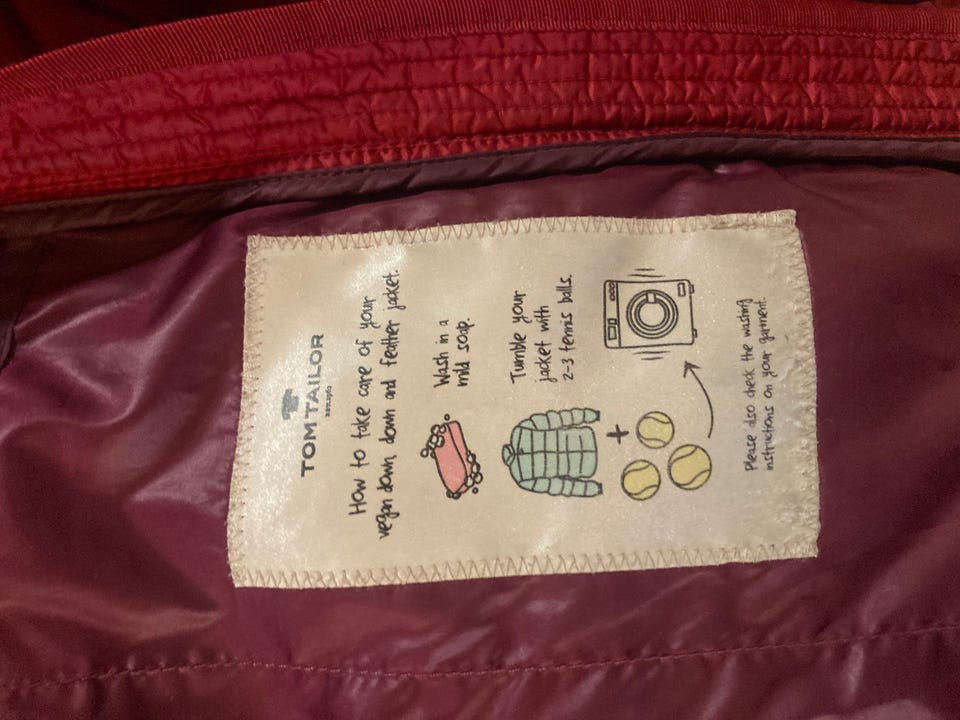 TOM TAILOR
How to take care of your
vegan down, down and feather jacket.
Wash in a
mild soap.
Tumble your
jacket with
2-3 tennis balls.
Please also check the washing
instructions on your garment.